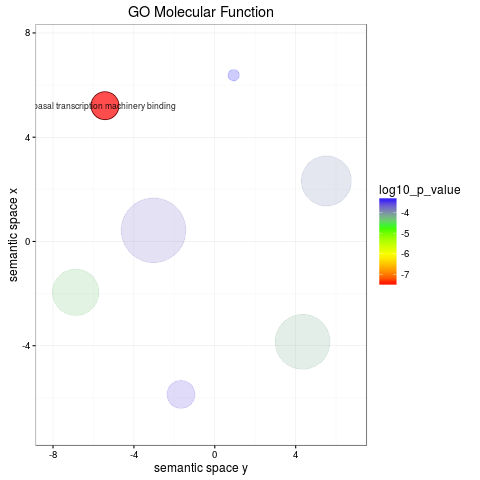 GO Molecular Function
8
4
0
-4
-8
-4
0
4
semantic space x
semantic space y
basal transcription machinery binding
log10_p_value
-4
-5
-6
-7